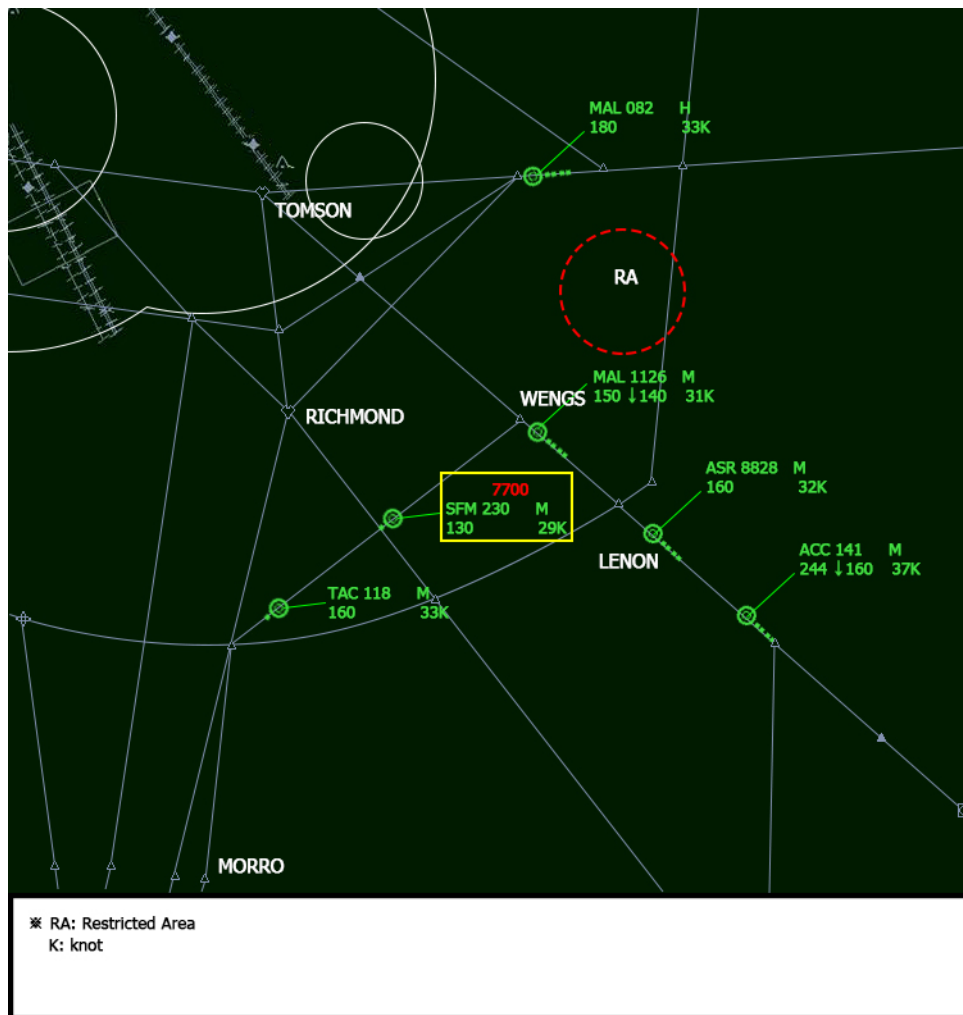 MAL 082 H
180 33K
TOMSON
RA
MAL 1126 M
150 ↓140 31K
WENGS
RICHMOND
ASR 8828 M
160 32K
7700
SFM 230 M
130 29K
ACC 141 M
244 ↓160 37K
LENON
TAC 118 M
160 33K
MORRO
※ RA: Restricted Area
K: knot